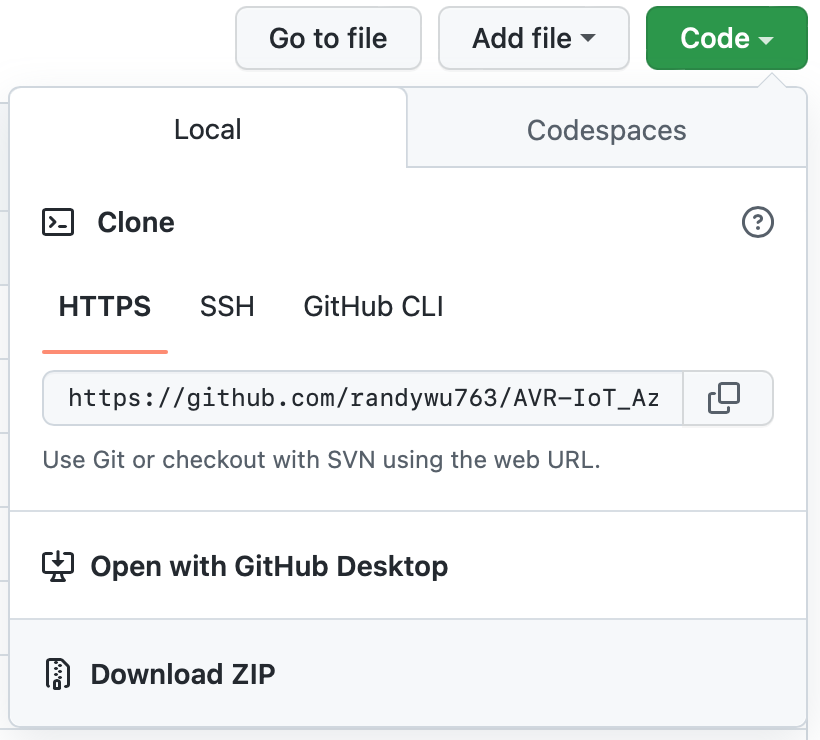 Go to file
Add file
Code
Local
Codespaces
Clone
HTTPS
SSH
GitHub CLI
https://github.com/randywu763/AVR-IoT_Az
Use Git or checkout with SVN using the web URL.
Open with GitHub Desktop
Download ZIP